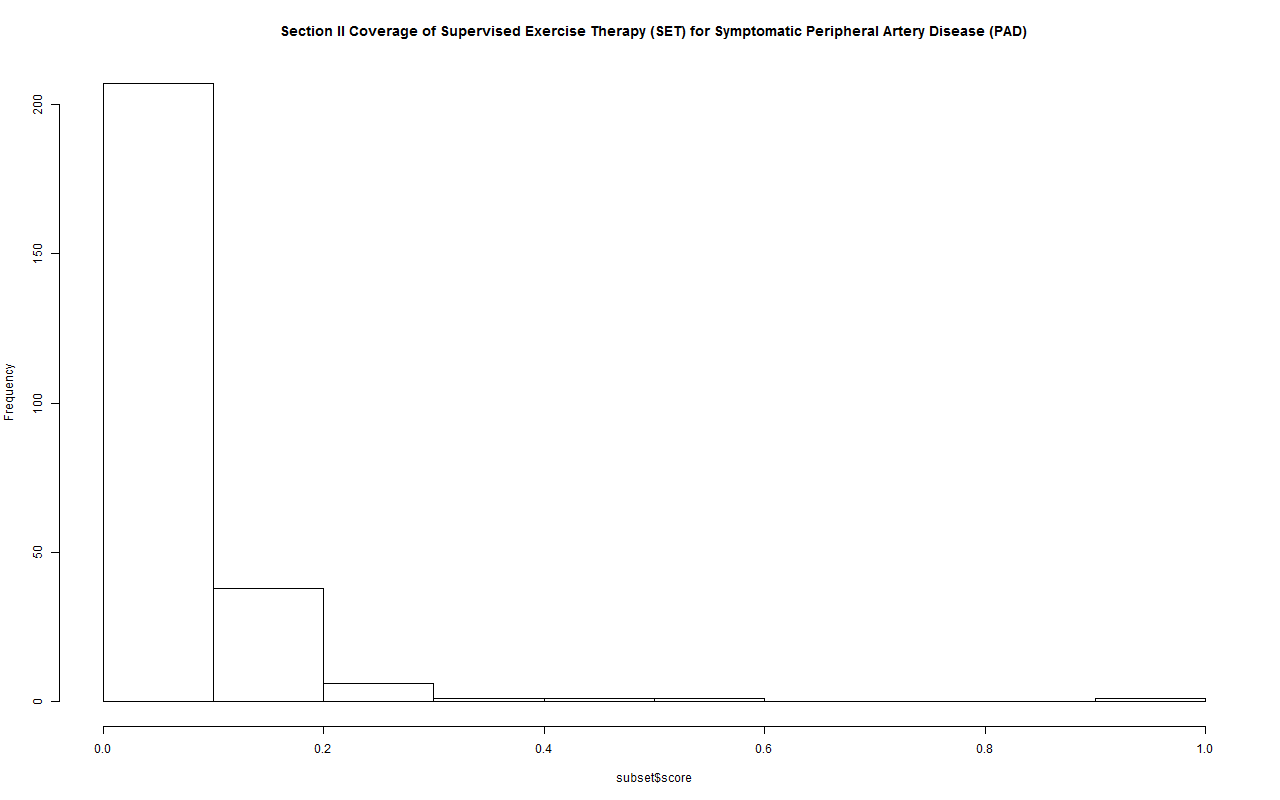 Section II Coverage of Supervised Exercise Therapy (SET) for Symptomatic Peripheral Artery Disease (PAD)
200
150
100
50
0
Frequency
0.0 0.2 0.4 0.6 0.8 1.0
subset$score